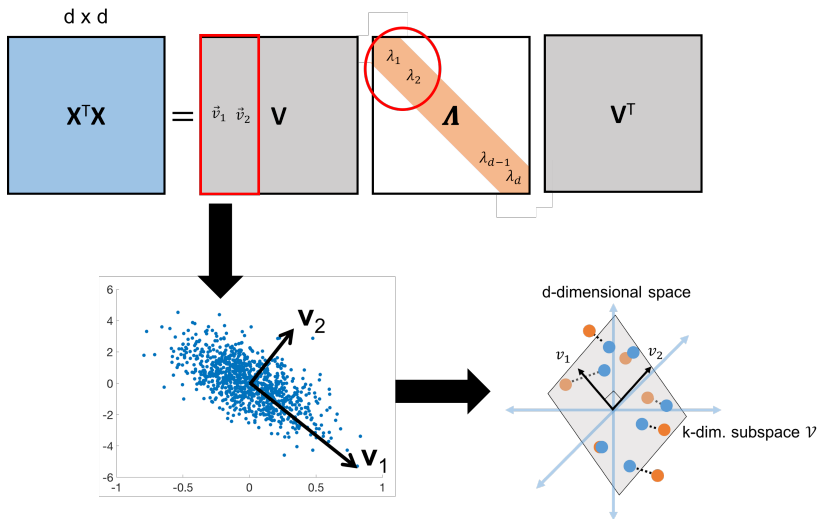 d x d
XᵀX = v⃗₁ v⃗₂ V λ₁ λ₂ Λ λ_{d−1} λ_d Vᵀ
6
4
2
0
-2
-4
-6
-1 -0.5 0 0.5 1
v₂
v₁
d-dimensional space
v₁ v₂
k-dim. subspace 𝒱